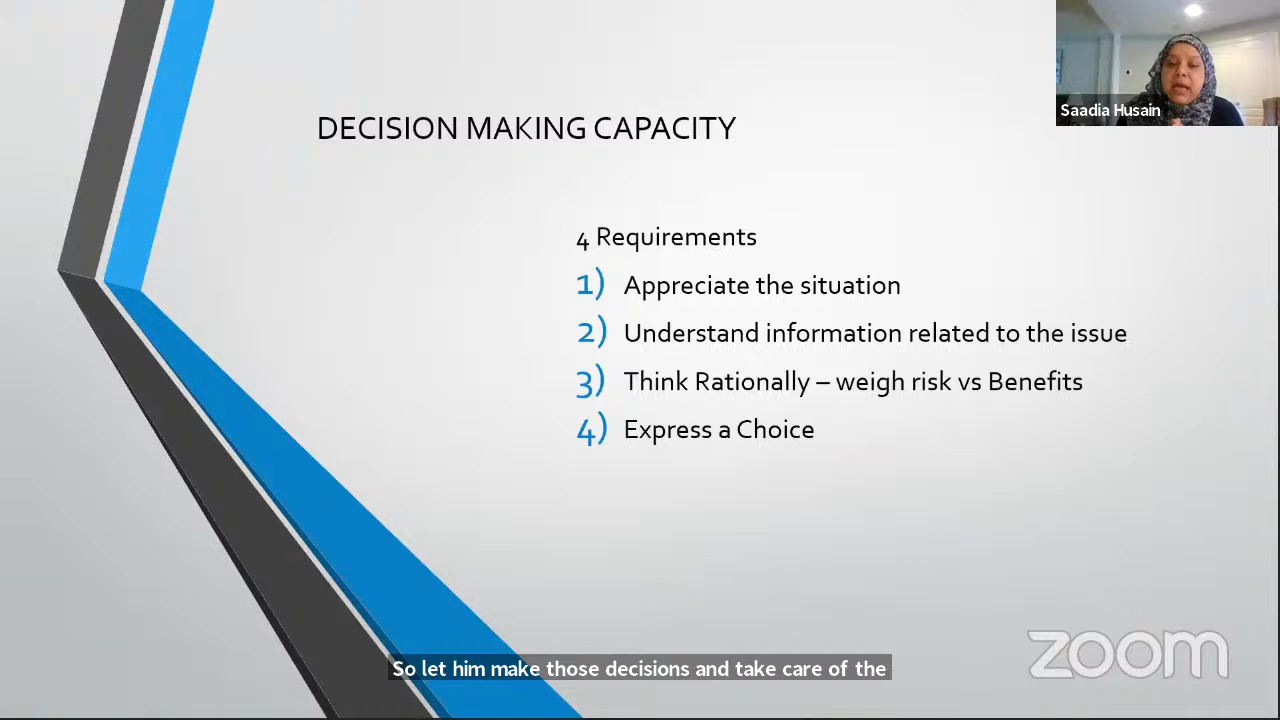 Saadia Husain
DECISION MAKING CAPACITY
4 Requirements
1) Appreciate the situation
2) Understand information related to the issue
3) Think Rationally – weigh risk vs Benefits
4) Express a Choice
zoom
So let him make those decisions and take care of the